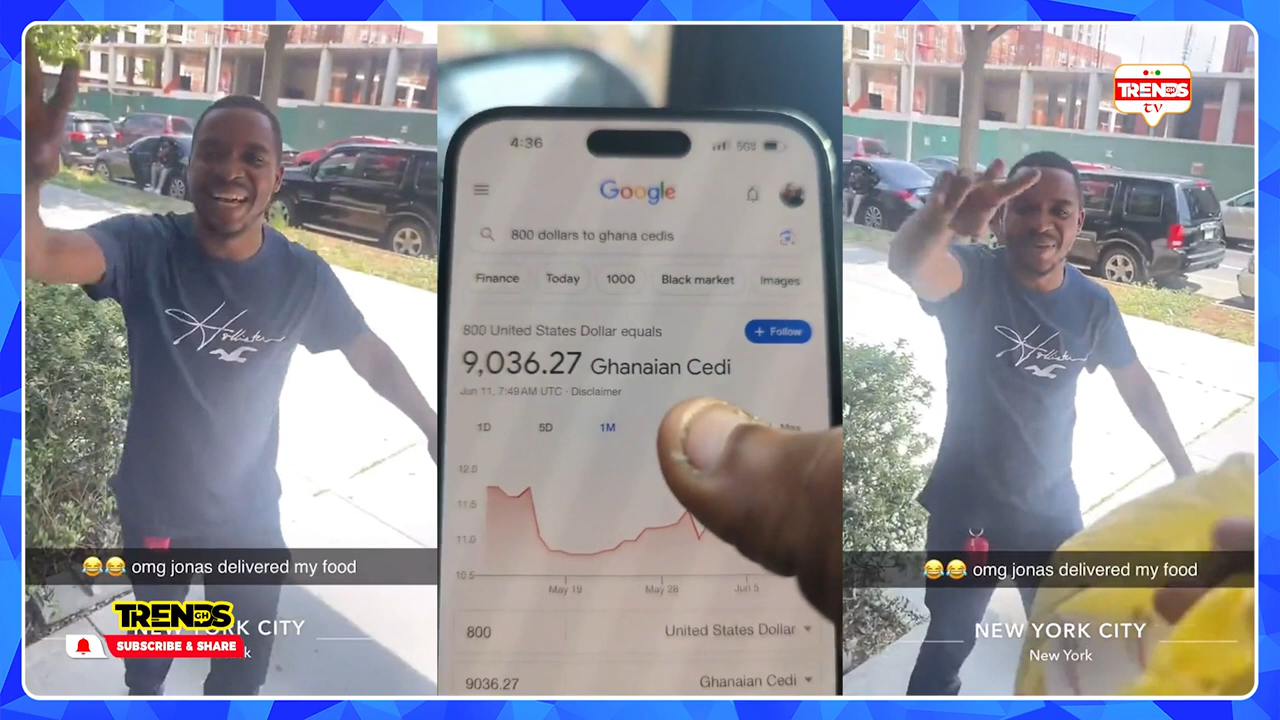 😂😂 omg jonas delivered my food
CITY
k
TRENDS GH
SUBSCRIBE & SHARE
4:36
5G
Google
800 dollars to ghana cedis
Finance
Today
1000
Black market
Images
800 United States Dollar equals
+ Follow
9,036.27 Ghanaian Cedi
Jun 11, 7:49 AM UTC · Disclaimer
1D
5D
1M
Max
12.0
11.5
11.0
10.5
May 19
May 28
Jun 5
800
United States Dollar
9036.27
Ghanaian Cedi
TRENDS GH
TV
Hollister
😂😂 omg jonas delivered my food
NEW YORK CITY
New York